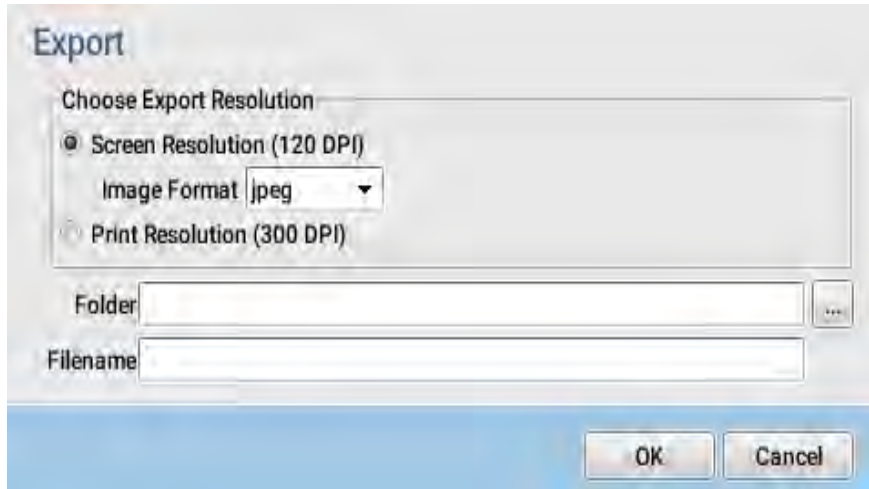 Export
Choose Export Resolution
Screen Resolution (120 DPI)
Image Format jpeg
Print Resolution (300 DPI)
Folder ...
Filename
OK Cancel